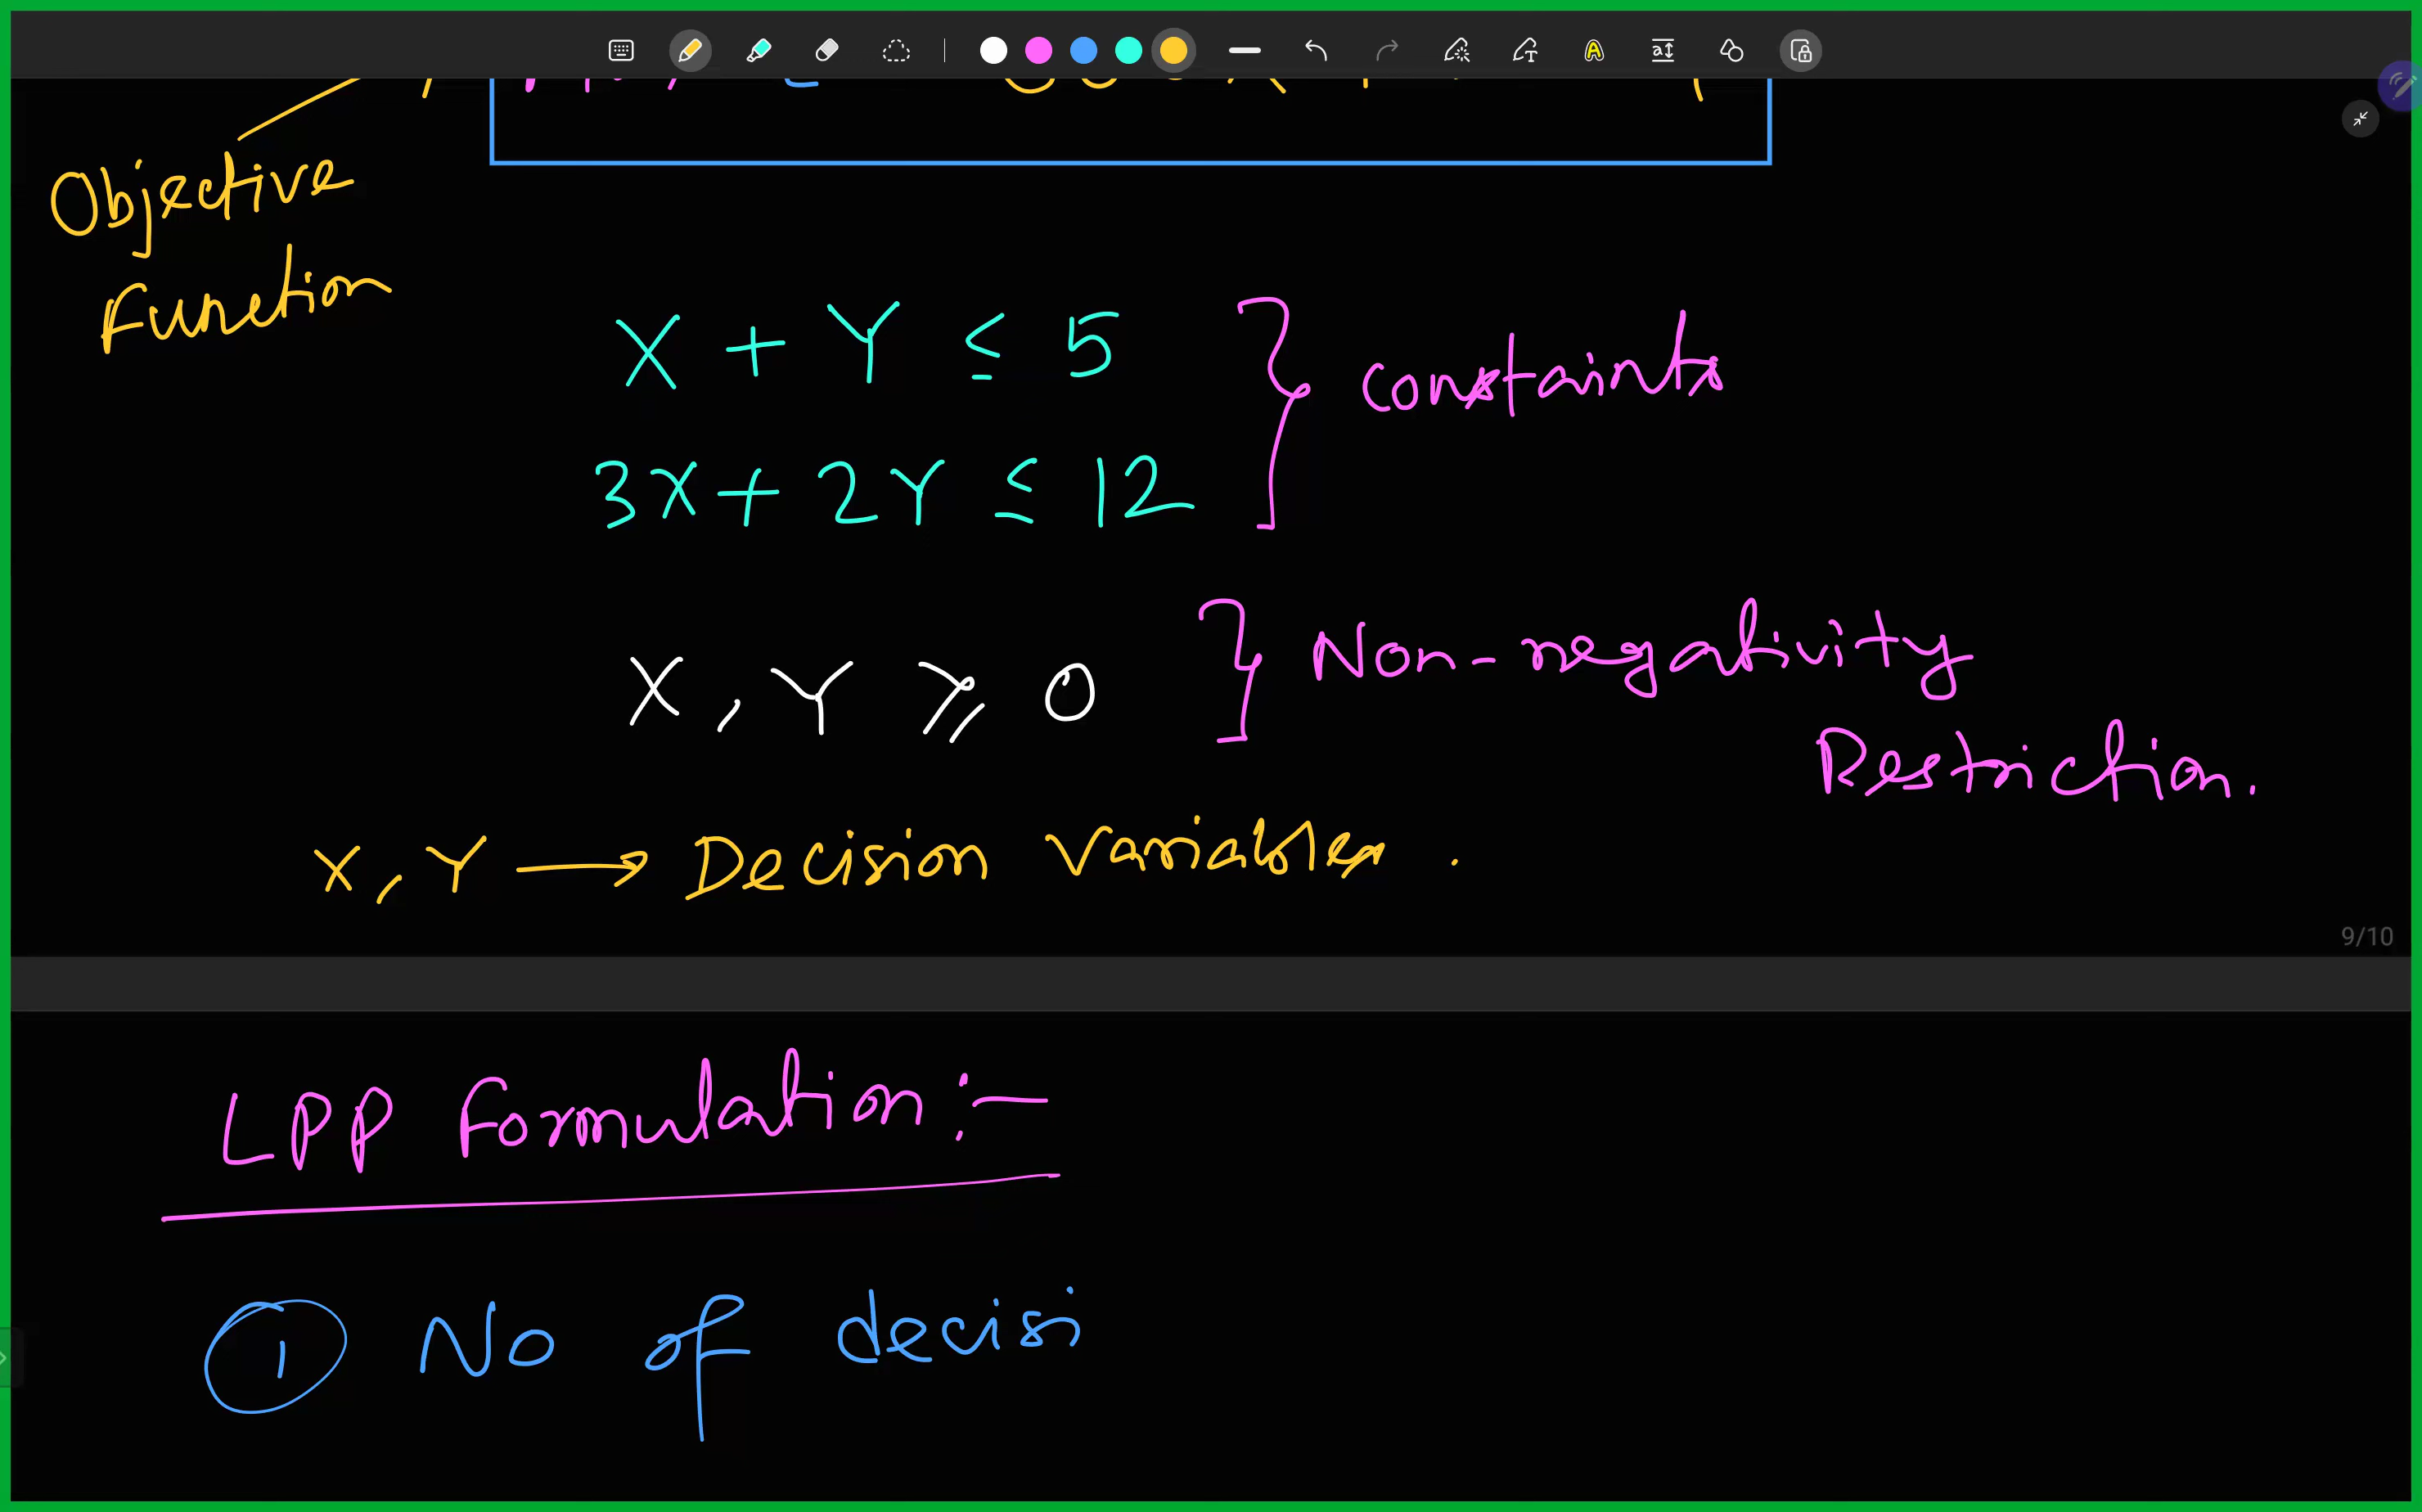 Objective
Function
X + Y ≤ 5
constaints
3X + 2Y ≤ 12
X, Y ≥ 0
Non-negativity
Restriction.
X, Y → Decision variables.
9/10
LPP Formulation :-
① No of decisi